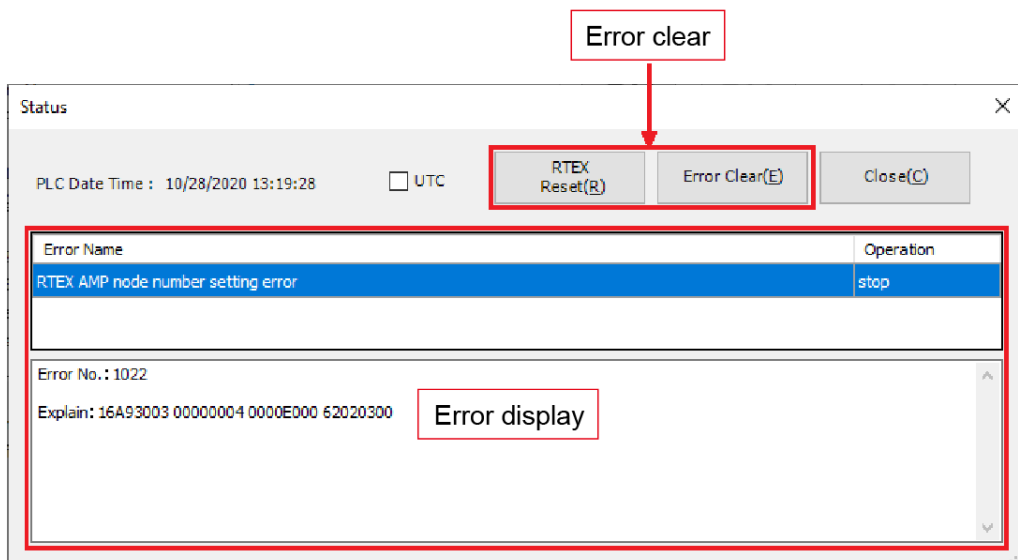 Error clear
Status
PLC Date Time : 10/28/2020 13:19:28
UTC
RTEX
Reset(R)
Error Clear(E)
Close(C)
Error Name
Operation
RTEX AMP node number setting error
stop
Error No.: 1022
Explain: 16A93003 00000004 0000E000 62020300
Error display